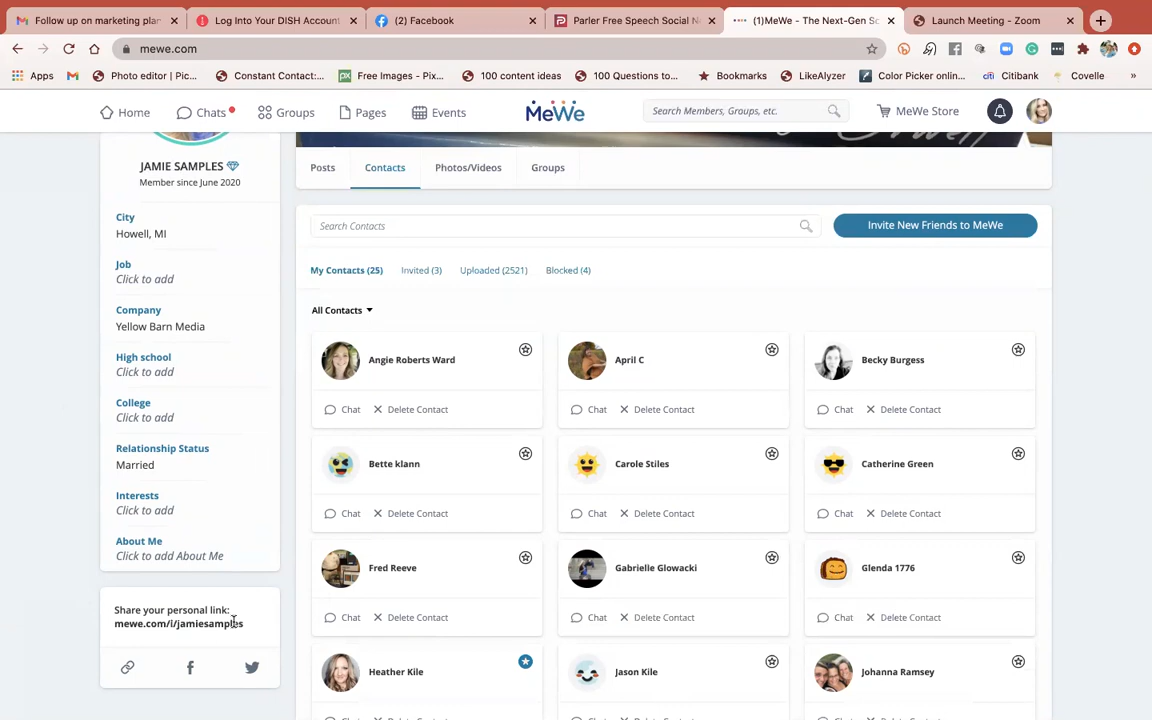 Follow up on marketing plan
Log Into Your DISH Account
(2) Facebook
Parler Free Speech Social N
(1)MeWe - The Next-Gen So
Launch Meeting - Zoom
mewe.com
Apps
Photo editor | Pic...
Constant Contact:...
Free Images - Pix...
100 content ideas
100 Questions to...
Bookmarks
LikeAlyzer
Color Picker onlin...
Citibank
Covelle
»
Home
Chats
Groups
Pages
Events
MeWe
Search Members, Groups, etc.
MeWe Store
JAMIE SAMPLES
Member since June 2020
City
Howell, MI
Job
Click to add
Company
Yellow Barn Media
High school
Click to add
College
Click to add
Relationship Status
Married
Interests
Click to add
About Me
Click to add About Me
Share your personal link:
mewe.com/i/jamiesamples
Posts
Contacts
Photos/Videos
Groups
Search Contacts
Invite New Friends to MeWe
My Contacts (25)
Invited (3)
Uploaded (2521)
Blocked (4)
All Contacts
Angie Roberts Ward
Chat
Delete Contact
April C
Chat
Delete Contact
Becky Burgess
Chat
Delete Contact
Bette klann
Chat
Delete Contact
Carole Stiles
Chat
Delete Contact
Catherine Green
Chat
Delete Contact
Fred Reeve
Chat
Delete Contact
Gabrielle Glowacki
Chat
Delete Contact
Glenda 1776
Chat
Delete Contact
Heather Kile
Jason Kile
Johanna Ramsey